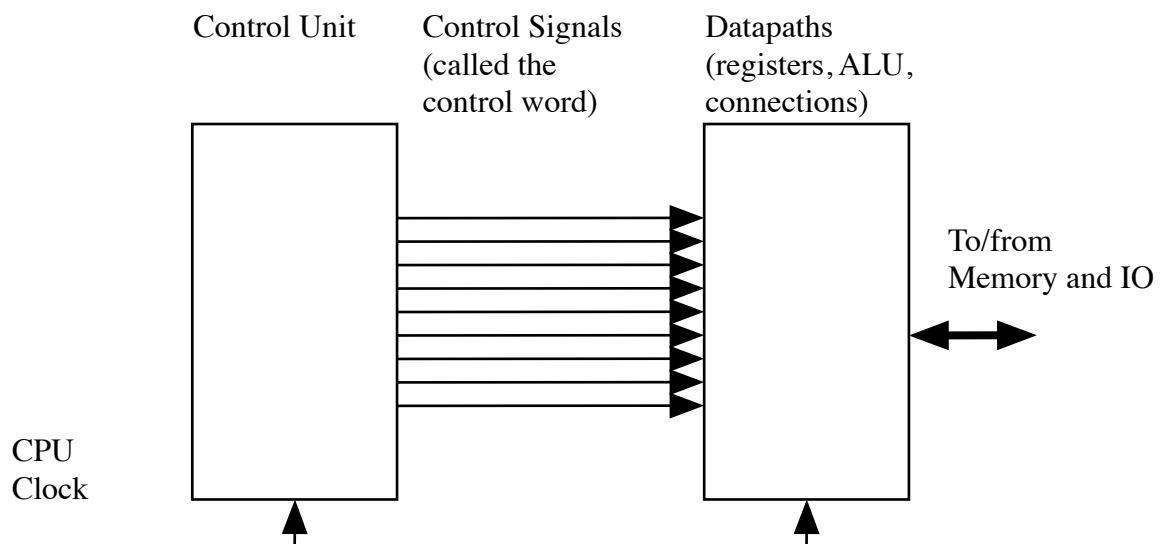 Control Unit
Control Signals
(called the
control word)
Datapaths
(registers, ALU,
connections)
To/from
Memory and IO
CPU
Clock